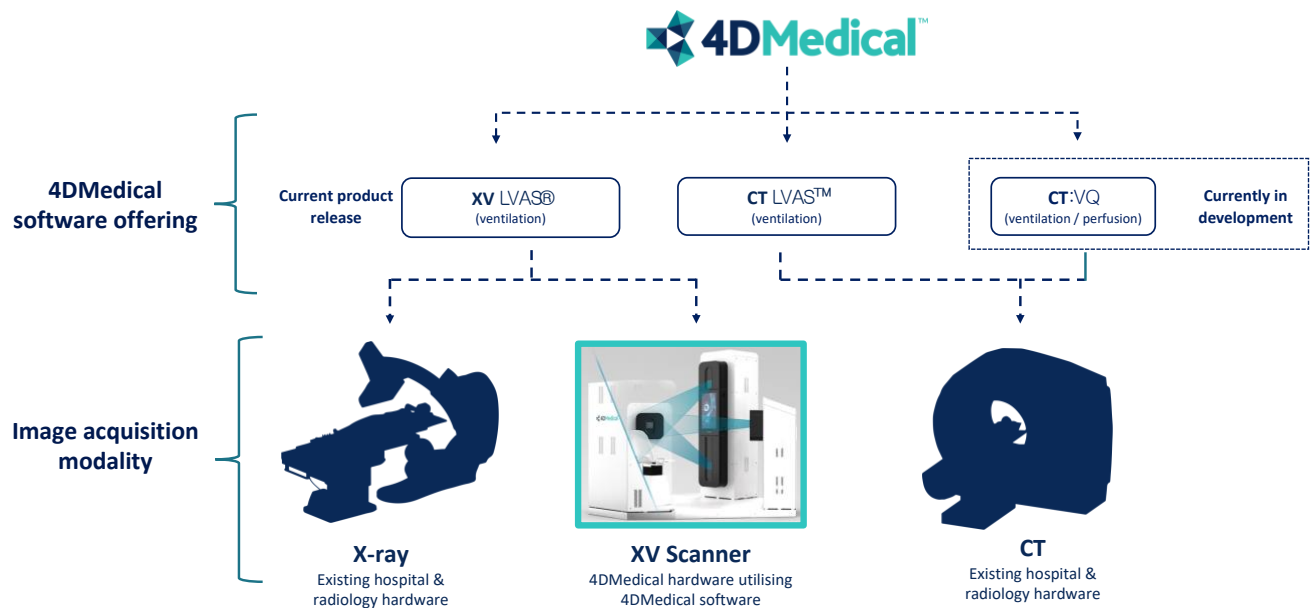 4DMedical™
4DMedical
software offering
Current product
release
XV LVAS®
(ventilation)
CT LVAS™
(ventilation)
CT:VQ
(ventilation / perfusion)
Currently in
development
Image acquisition
modality
4DMedical
X-ray
Existing hospital &
radiology hardware
XV Scanner
4DMedical hardware utilising
4DMedical software
CT
Existing hospital &
radiology hardware